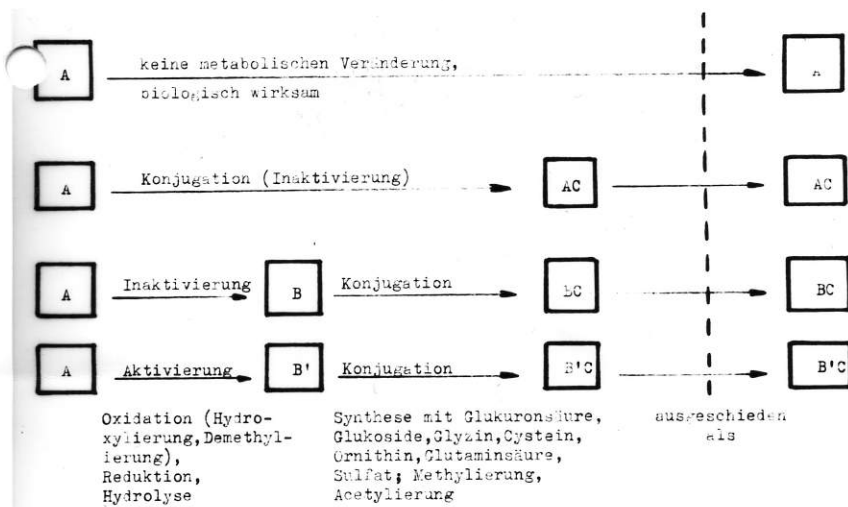 A keine metabolischen Veränderung, A
biologisch wirksam
A Konjugation (Inaktivierung) AC AC
A Inaktivierung B Konjugation BC BC
A Aktivierung B' Konjugation B'C B'C
Oxidation (Hydro-
xylierung,Demethyl-
ierung),
Reduktion,
Hydrolyse
Synthese mit Glukuronsäure,
Glukoside,Glyzin,Cystein,
Ornithin,Glutaminsäure,
Sulfat; Methylierung,
Acetylierung
ausgeschieden
als